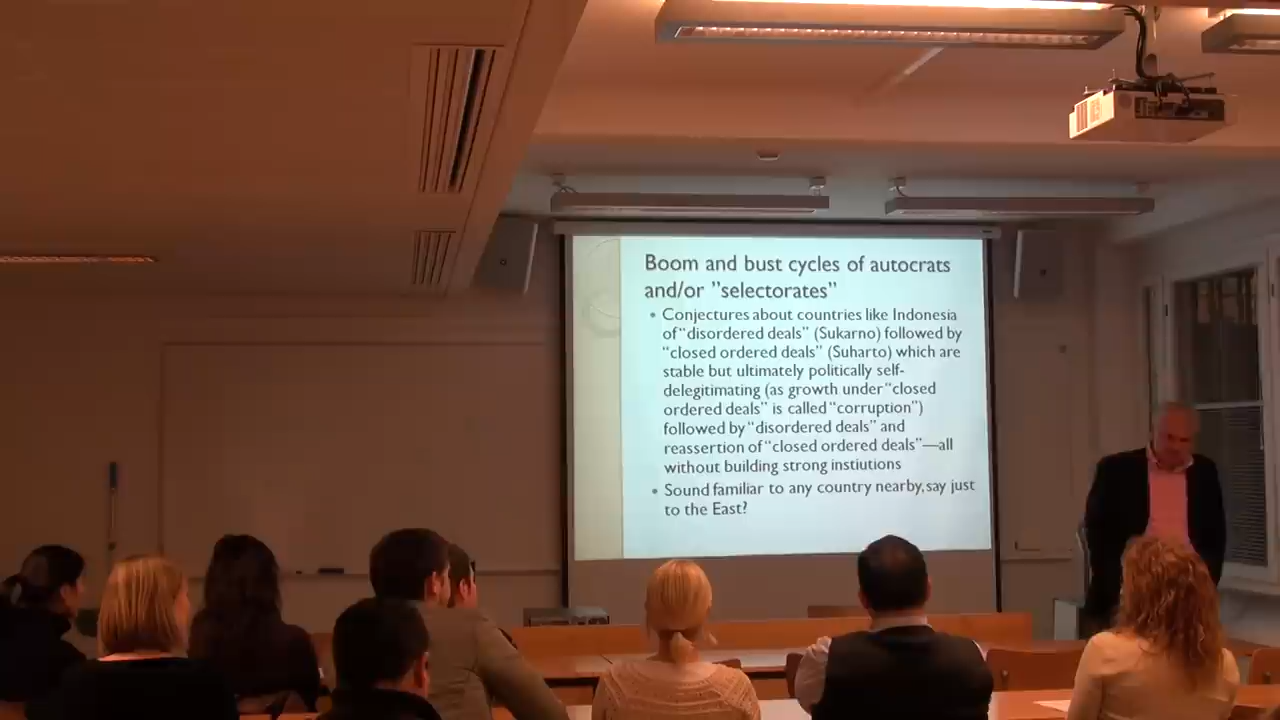 Boom and bust cycles of autocrats
and/or ”selectorates”
• Conjectures about countries like Indonesia
of “disordered deals” (Sukarno) followed by
“closed ordered deals” (Suharto) which are
stable but ultimately politically self-
delegitimating (as growth under “closed
ordered deals” is called “corruption”)
followed by “disordered deals” and
reassertion of “closed ordered deals”—all
without building strong instiutions
• Sound familiar to any country nearby, say just
to the East?